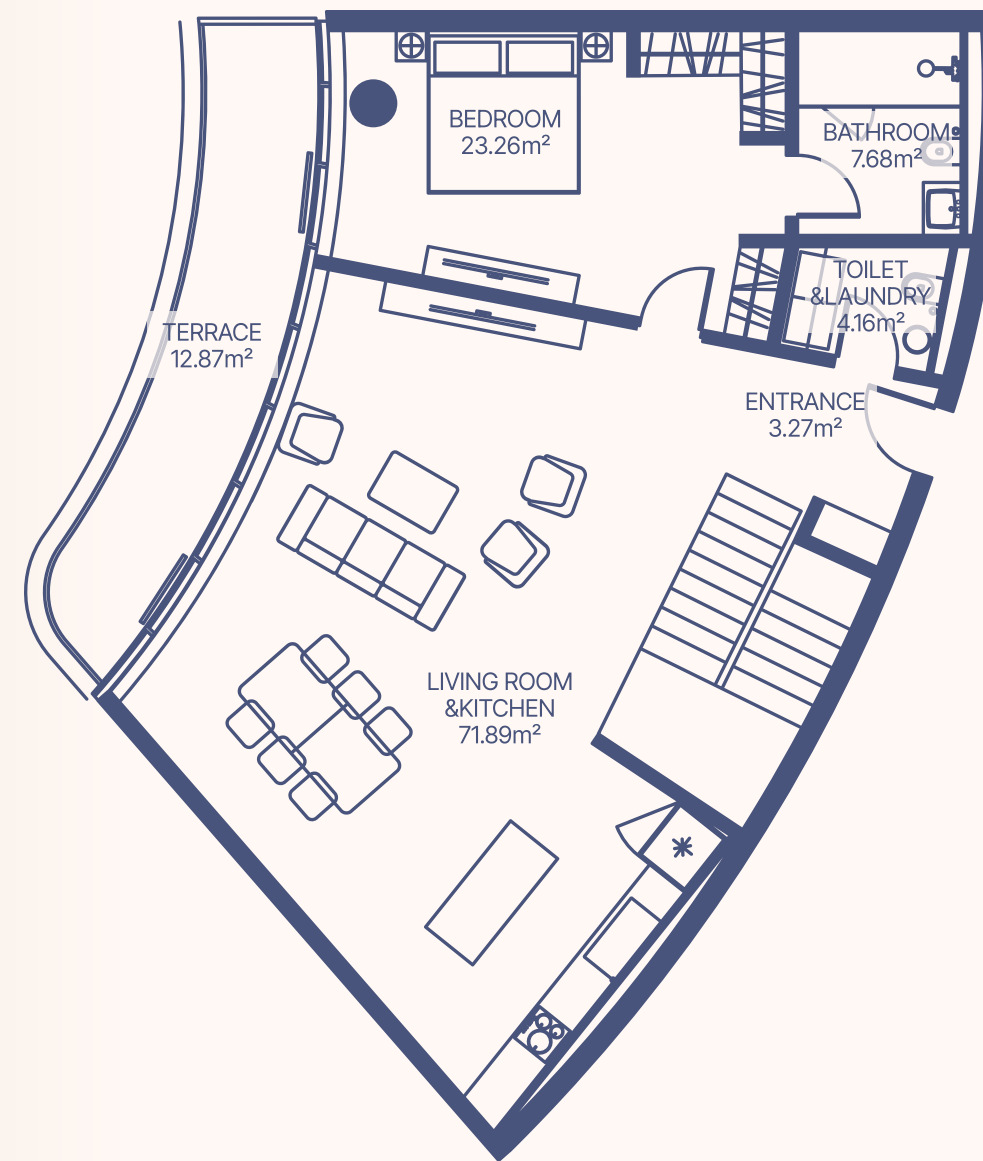 BEDROOM
23.26m²
BATHROOM
7.68m²
TOILET
&LAUNDRY
4.16m²
TERRACE
12.87m²
ENTRANCE
3.27m²
LIVING ROOM
&KITCHEN
71.89m²